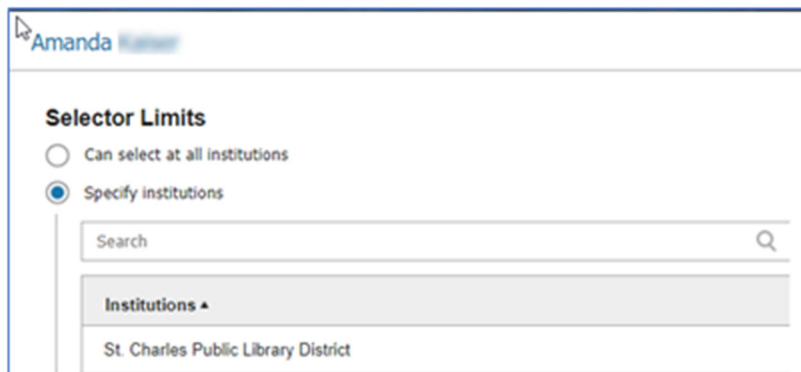 Amanda
Selector Limits
Can select at all institutions
Specify institutions
Search
Institutions
St. Charles Public Library District